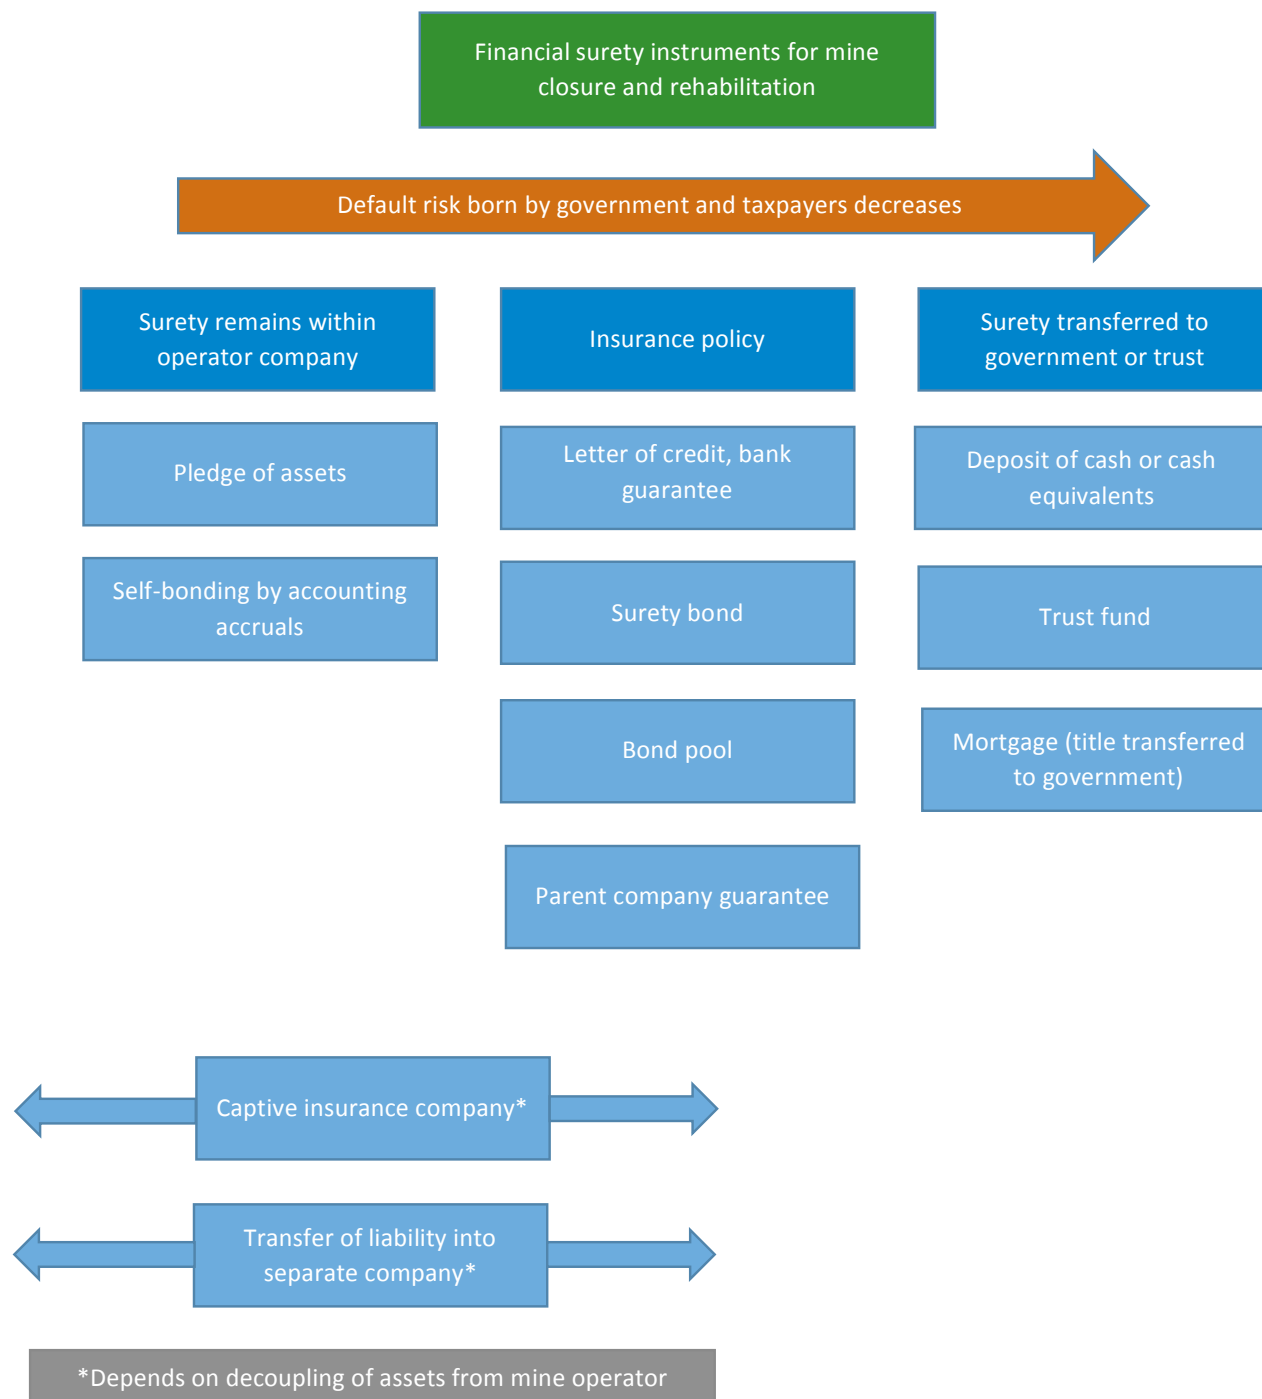 Financial surety instruments for mine
closure and rehabilitation
Default risk born by government and taxpayers decreases
Surety remains within
operator company
Insurance policy
Surety transferred to
government or trust
Pledge of assets
Letter of credit, bank
guarantee
Deposit of cash or cash
equivalents
Self-bonding by accounting
accruals
Surety bond
Trust fund
Bond pool
Mortgage (title transferred
to government)
Parent company guarantee
Captive insurance company*
Transfer of liability into
separate company*
*Depends on decoupling of assets from mine operator